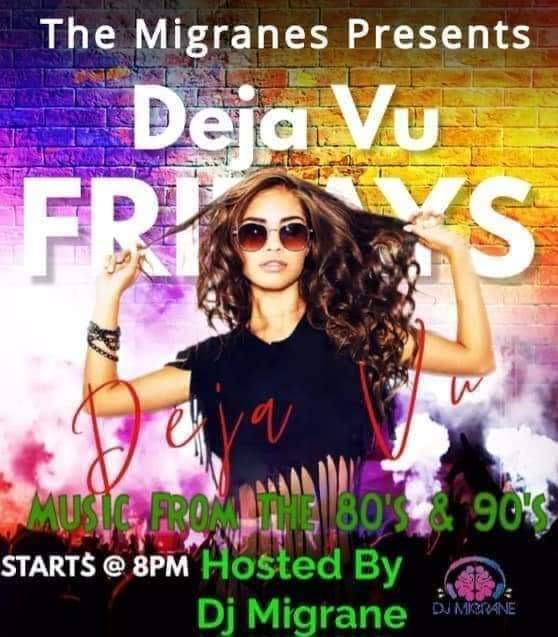 The Migranes Presents
Deja Vu
FRIDAYS
Deja Vu
MUSIC FROM THE 80'S & 90'S
STARTS @ 8PM
Hosted By
Dj Migrane
DJ MIGRANE